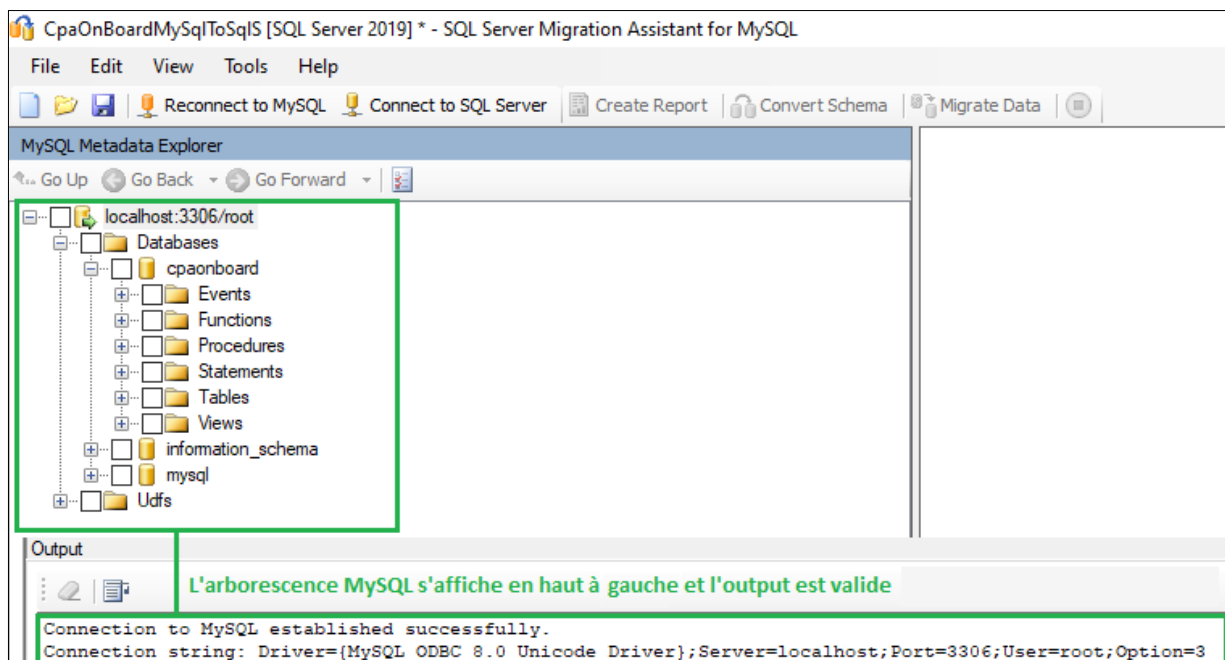 CpaOnBoardMySqlToSqlS [SQL Server 2019] * - SQL Server Migration Assistant for MySQL
File Edit View Tools Help
Reconnect to MySQL Connect to SQL Server Create Report Convert Schema Migrate Data
MySQL Metadata Explorer
Go Up Go Back Go Forward
localhost:3306/root
Databases
cpaonboard
Events
Functions
Procedures
Statements
Tables
Views
information_schema
mysql
Udfs
Output
L'arborescence MySQL s'affiche en haut à gauche et l'output est valide
Connection to MySQL established successfully.
Connection string: Driver={MySQL ODBC 8.0 Unicode Driver};Server=localhost;Port=3306;User=root;Option=3